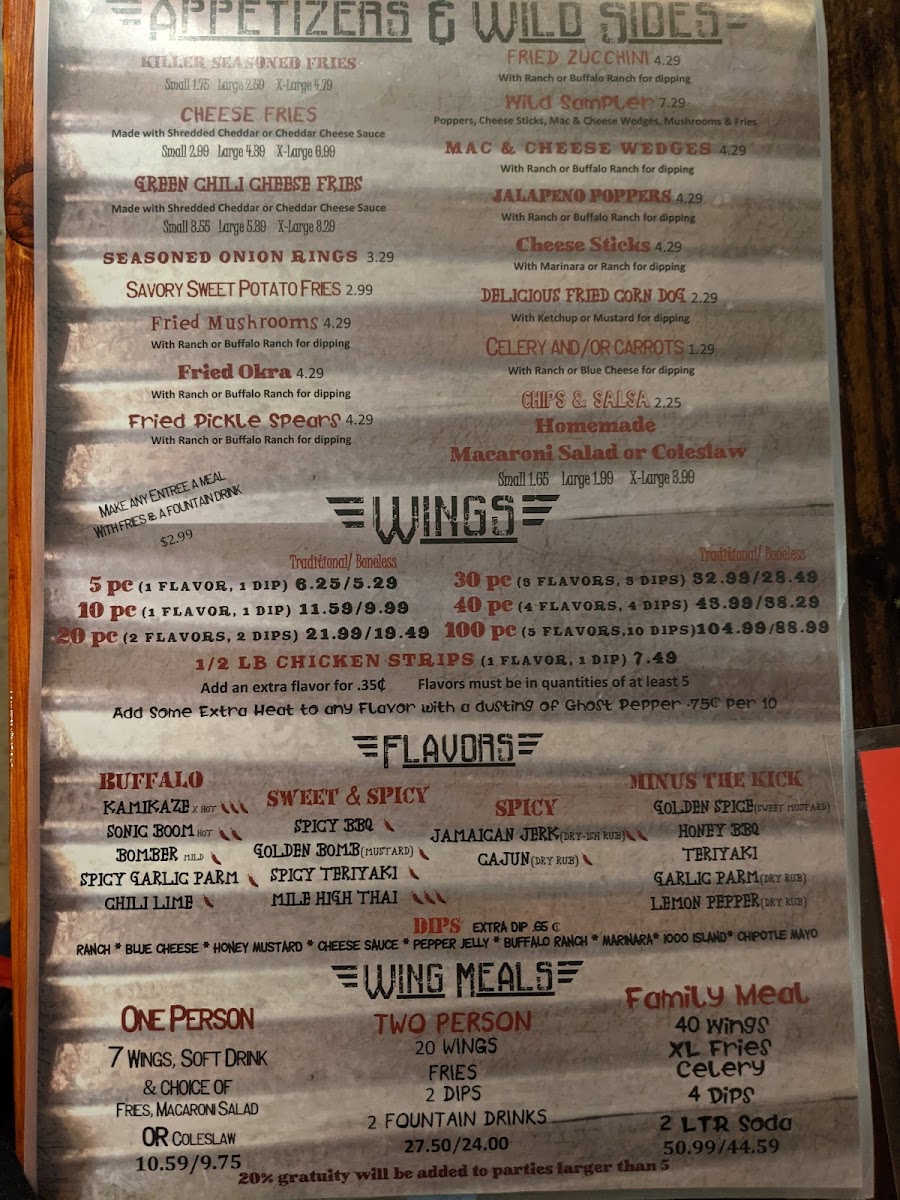 APPETIZERS & WILD SIDES
KILLER SEASONED FRIES
Small 1.75 Large 2.59 X-Large 4.79
CHEESE FRIES
Made with Shredded Cheddar or Cheddar Cheese Sauce
Small 2.99 Large 4.39 X-Large 6.99
GREEN CHILI CHEESE FRIES
Made with Shredded Cheddar or Cheddar Cheese Sauce
Small 3.55 Large 5.39 X-Large 8.29
SEASONED ONION RINGS 3.29
SAVORY SWEET POTATO FRIES 2.99
Fried Mushrooms 4.29
With Ranch or Buffalo Ranch for dipping
Fried Okra 4.29
With Ranch or Buffalo Ranch for dipping
Fried Pickle Spears 4.29
With Ranch or Buffalo Ranch for dipping
FRIED ZUCCHINI 4.29
With Ranch or Buffalo Ranch for dipping
Wild Sampler 7.29
Poppers, Cheese Sticks, Mac & Cheese Wedges, Mushrooms & Fries
MAC & CHEESE WEDGES 4.29
With Ranch or Buffalo Ranch for dipping
JALAPENO POPPERS 4.29
With Ranch or Buffalo Ranch for dipping
Cheese Sticks 4.29
With Marinara or Ranch for dipping
DELICIOUS FRIED CORN DOG 2.29
With Ketchup or Mustard for dipping
CELERY AND/OR CARROTS 1.29
With Ranch or Blue Cheese for dipping
CHIPS & SALSA 2.25
Homemade
Macaroni Salad or Coleslaw
Small 1.65 Large 1.99 X-Large 3.99
MAKE ANY ENTREE A MEAL
WITH FRIES & A FOUNTAIN DRINK
$2.99
WINGS
Traditional/ Boneless
5 pc (1 FLAVOR, 1 DIP) 6.25/5.29
10 pc (1 FLAVOR, 1 DIP) 11.59/9.99
20 pc (2 FLAVORS, 2 DIPS) 21.99/19.49
Traditional/ Boneless
30 pc (3 FLAVORS, 3 DIPS) 32.99/28.49
40 pc (4 FLAVORS, 4 DIPS) 43.99/38.29
100 pc (5 FLAVORS,10 DIPS)104.99/88.99
1/2 LB CHICKEN STRIPS (1 FLAVOR, 1 DIP) 7.49
Add an extra flavor for .35¢ Flavors must be in quantities of at least 5
Add Some Extra Heat to any Flavor with a dusting of Ghost Pepper .75¢ Per 10
FLAVORS
BUFFALO
KAMIKAZE X HOT
SONIC BOOM HOT
BOMBER MILD
SPICY GARLIC PARM
CHILI LIME
SWEET & SPICY
SPICY BBQ
GOLDEN BOMB(MUSTARD)
SPICY TERIYAKI
MILE HIGH THAI
SPICY
JAMAICAN JERK(DRY-ISH RUB)
CAJUN(DRY RUB)
MINUS THE KICK
GOLDEN SPICE(SWEET MUSTARD)
HONEY BBQ
TERIYAKI
GARLIC PARM(DRY RUB)
LEMON PEPPER(DRY RUB)
DIPS EXTRA DIP .65 ¢
RANCH * BLUE CHEESE * HONEY MUSTARD * CHEESE SAUCE * PEPPER JELLY * BUFFALO RANCH * MARINARA* 1000 ISLAND* CHIPOTLE MAYO
WING MEALS
ONE PERSON
7 WINGS, SOFT DRINK
& CHOICE OF
FRIES, MACARONI SALAD
OR COLESLAW
10.59/9.75
TWO PERSON
20 WINGS
FRIES
2 DIPS
2 FOUNTAIN DRINKS
27.50/24.00
Family Meal
40 Wings
XL Fries
Celery
4 Dips
2 LTR Soda
50.99/44.59
20% gratuity will be added to parties larger than 5